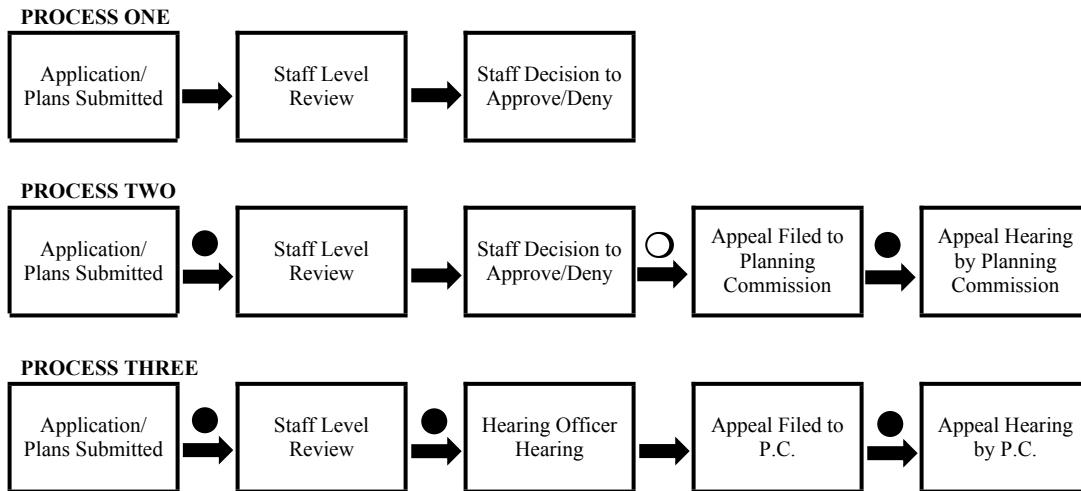 PROCESS ONE
Application/
Plans Submitted
Staff Level
Review
Staff Decision to
Approve/Deny
PROCESS TWO
Application/
Plans Submitted
Staff Level
Review
Staff Decision to
Approve/Deny
Appeal Filed to
Planning
Commission
Appeal Hearing
by Planning
Commission
PROCESS THREE
Application/
Plans Submitted
Staff Level
Review
Hearing Officer
Hearing
Appeal Filed to
P.C.
Appeal Hearing
by P.C.